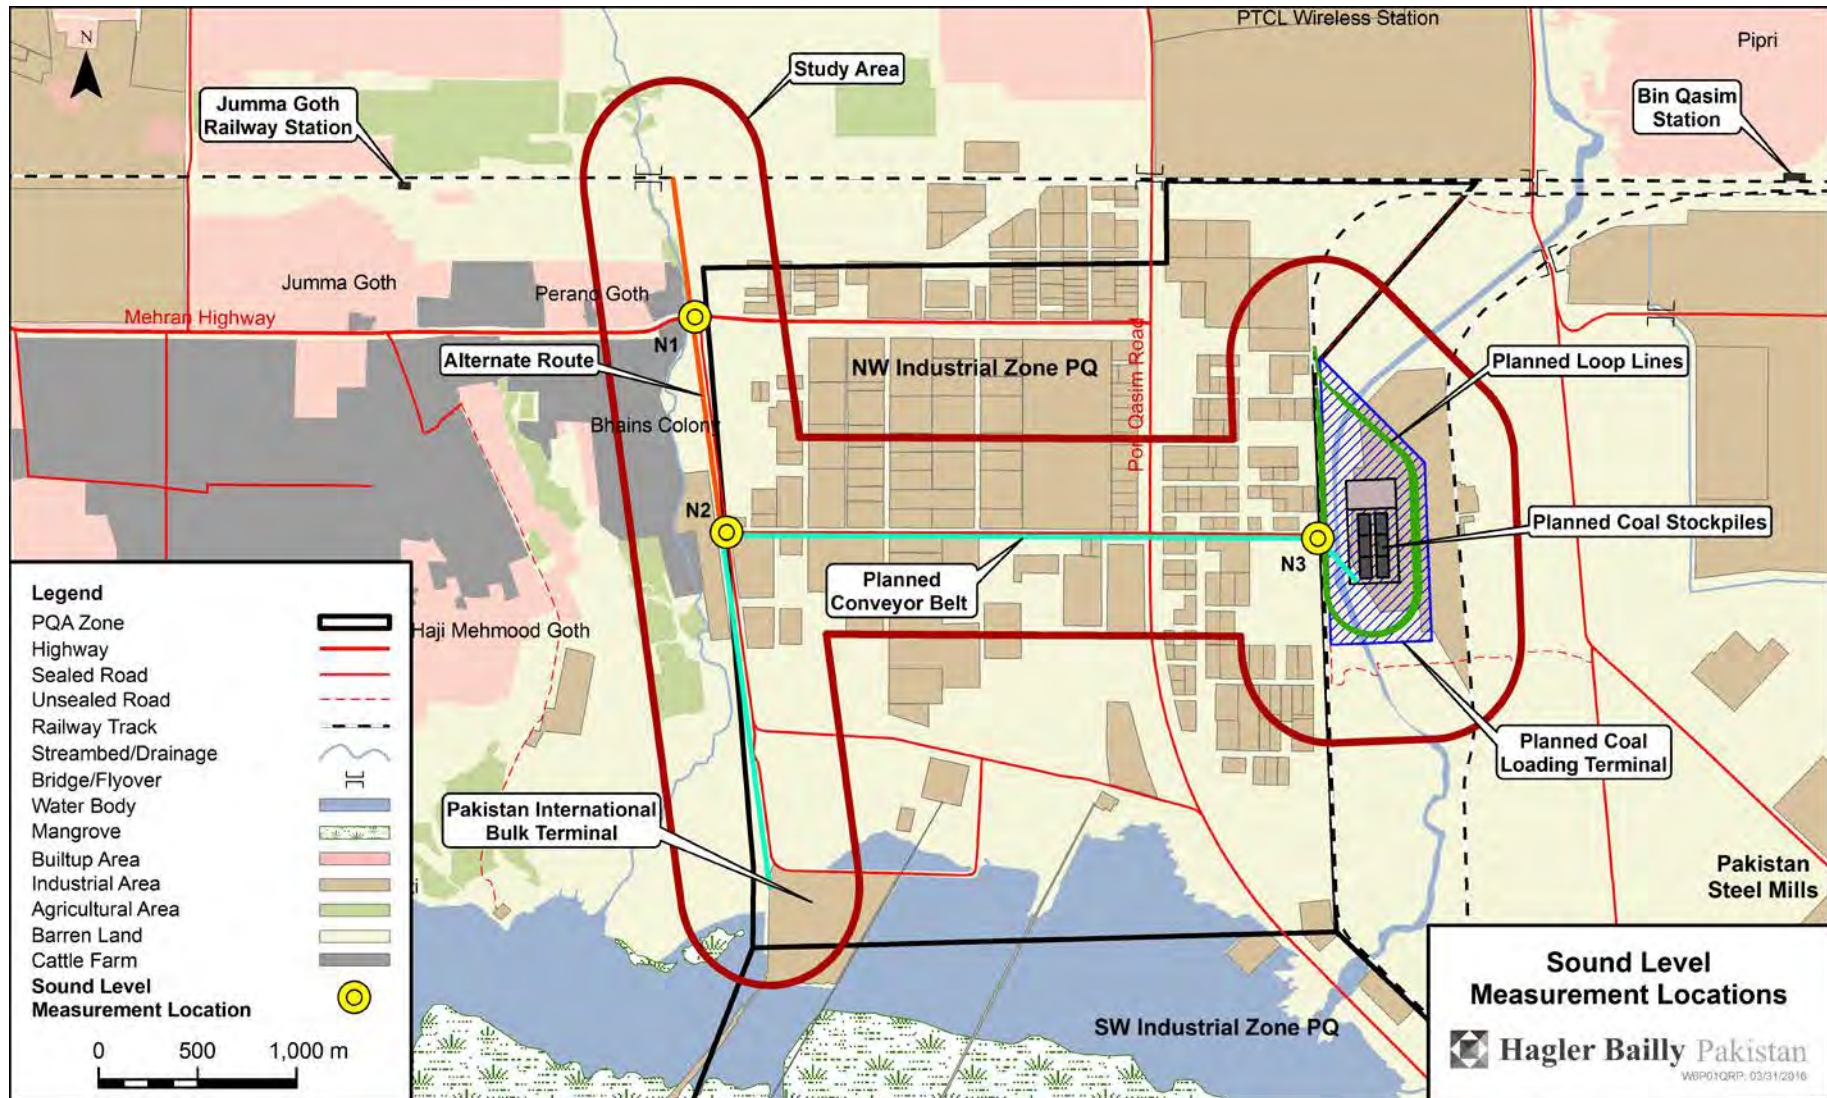 PTCL Wireless Station
Pipri
N
Study Area
Jumma Goth
Railway Station
Bin Qasim
Station
Jumma Goth
Perano Goth
Mehran Highway
N1
Alternate Route
NW Industrial Zone PQ
Port Qasim Road
Planned Loop Lines
Bhains Colony
N2
Planned Coal Stockpiles
N3
Planned
Conveyor Belt
Haji Mehmood Goth
Planned Coal
Loading Terminal
Pakistan International
Bulk Terminal
Pakistan
Steel Mills
SW Industrial Zone PQ
Legend
PQA Zone
Highway
Sealed Road
Unsealed Road
Railway Track
Streambed/Drainage
Bridge/Flyover
Water Body
Mangrove
Builtup Area
Industrial Area
Agricultural Area
Barren Land
Cattle Farm
Sound Level
Measurement Location
0 500 1,000 m
Sound Level
Measurement Locations
Hagler Bailly Pakistan
W6P01QRP: 03/31/2016